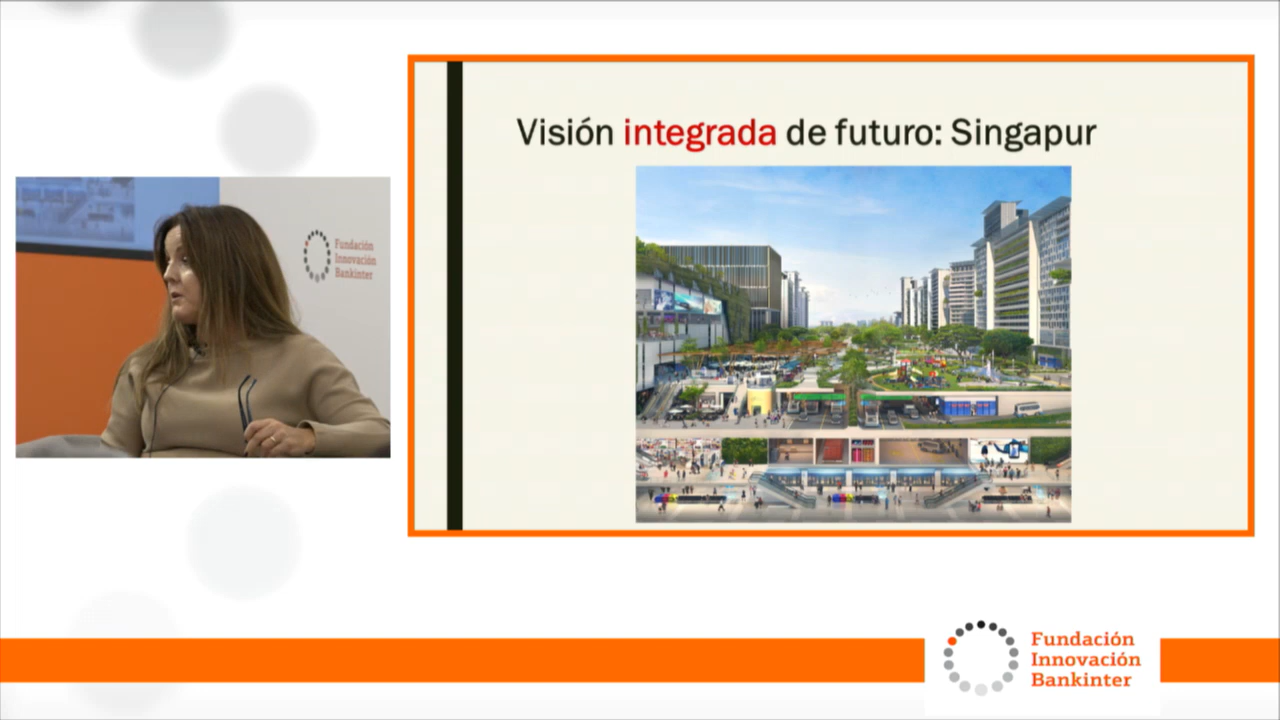 Visión integrada de futuro: Singapur
Fundación
Innovación
Bankinter
Fundación
Innovación
Bankinter